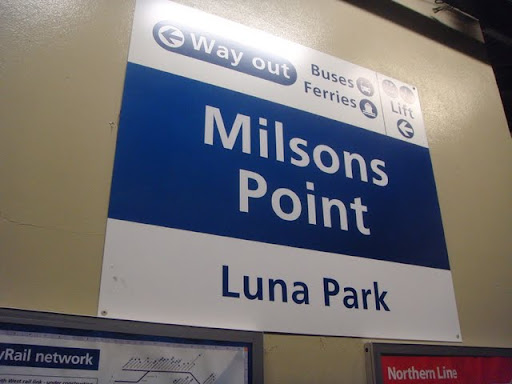 Way out
Buses
Ferries
Lift
Milsons
Point
Luna Park
yRail network
Northern Line